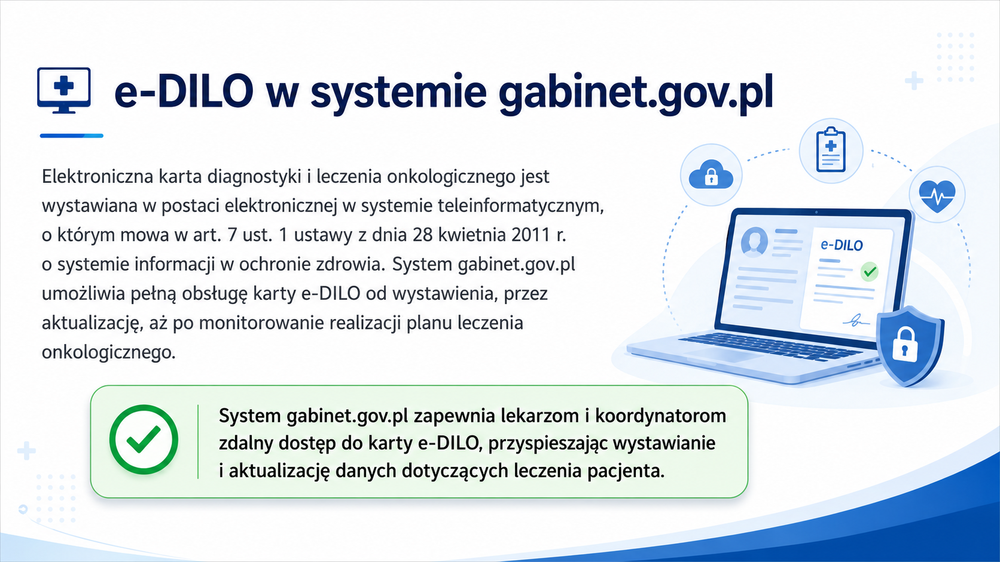 e-DILO w systemie gabinet.gov.pl
Elektroniczna karta diagnostyki i leczenia onkologicznego jest
wystawiana w postaci elektronicznej w systemie teleinformatycznym,
o którym mowa w art. 7 ust. 1 ustawy z dnia 28 kwietnia 2011 r.
o systemie informacji w ochronie zdrowia. System gabinet.gov.pl
umożliwia pełną obsługę karty e-DILO od wystawienia, przez
aktualizację, aż po monitorowanie realizacji planu leczenia
onkologicznego.
e-DILO
System gabinet.gov.pl zapewnia lekarzom i koordynatorom
zdalny dostęp do karty e-DILO, przyspieszając wystawianie
i aktualizację danych dotyczących leczenia pacjenta.